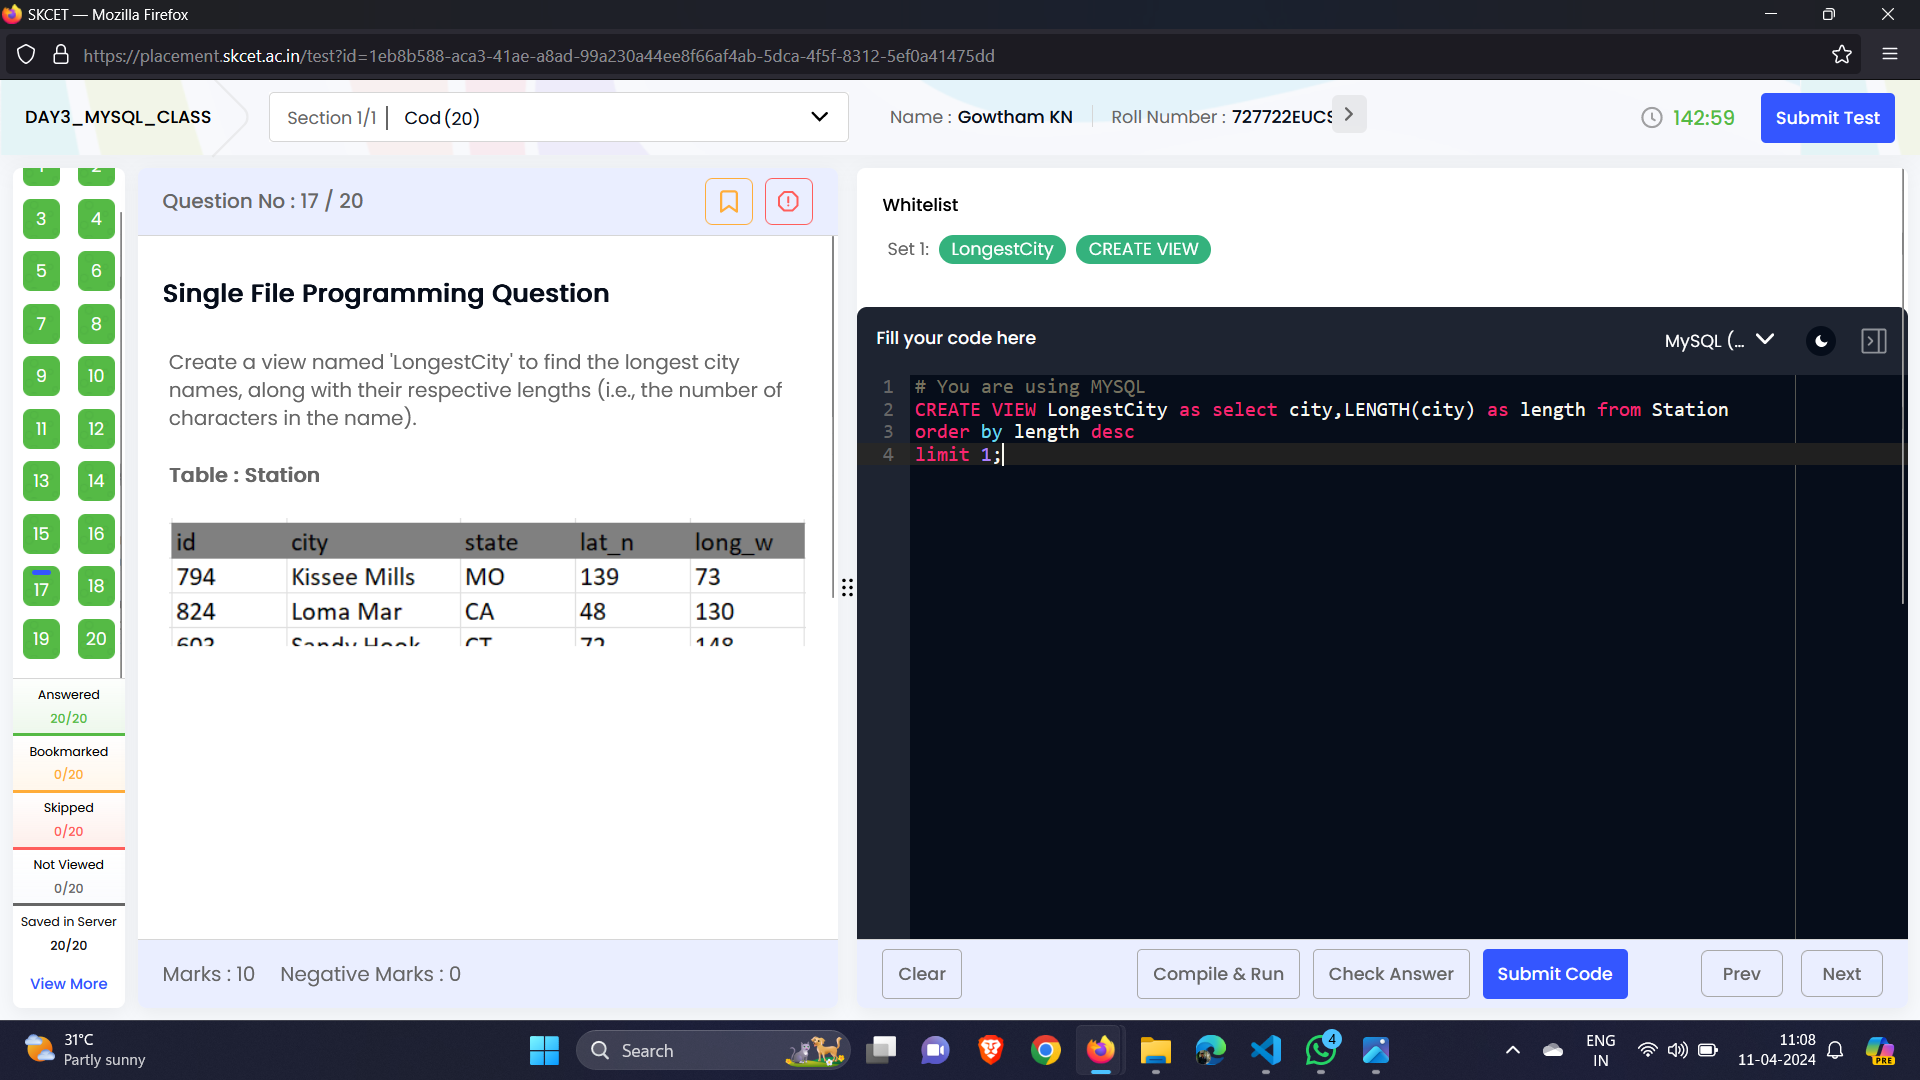 SKCET — Mozilla Firefox
https://placement.skcet.ac.in/test?id=1eb8b588-aca3-41ae-a8ad-99a230a44ee8f66af4ab-5dca-4f5f-8312-5ef0a41475dd
DAY3_MYSQL_CLASS
Section 1/1 | Cod (20)
Name : Gowtham KN
Roll Number : 727722EUCS
142:59
Submit Test
1 2
3 4
5 6
7 8
9 10
11 12
13 14
15 16
17 18
19 20
Answered
20/20
Bookmarked
0/20
Skipped
0/20
Not Viewed
0/20
Saved in Server
20/20
View More
Question No : 17 / 20
Single File Programming Question
Create a view named 'LongestCity' to find the longest city
names, along with their respective lengths (i.e., the number of
characters in the name).
Table : Station
id city state lat_n long_w
794 Kissee Mills MO 139 73
824 Loma Mar CA 48 130
603 Sandy Hook CT 72 148
Marks : 10 Negative Marks : 0
Whitelist
Set 1: LongestCity CREATE VIEW
Fill your code here
MySQL (...
1 # You are using MYSQL
2 CREATE VIEW LongestCity as select city,LENGTH(city) as length from Station
3 order by length desc
4 limit 1;
Clear
Compile & Run
Check Answer
Submit Code
Prev
Next
31°C
Partly sunny
Search
4
ENG
IN
11:08
11-04-2024
PRE